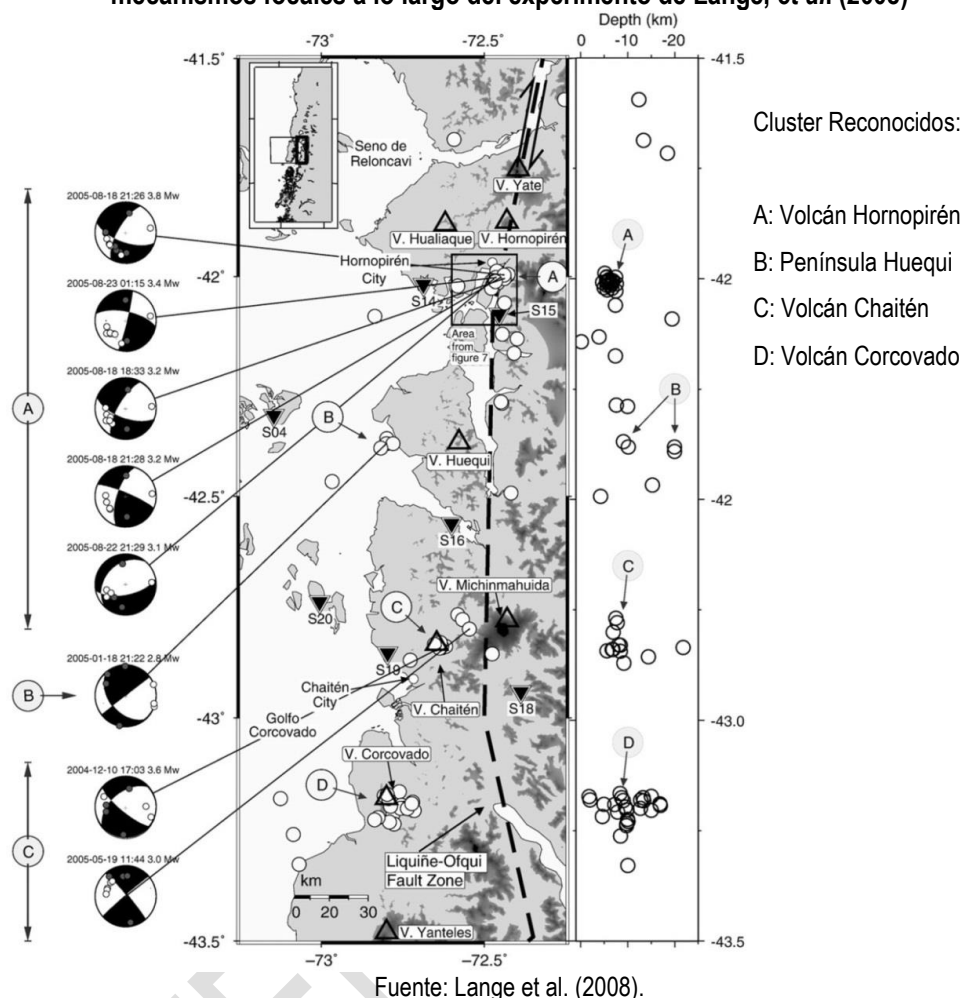 mecanismos focales a lo largo del experimento de Lange, et all (2008)
Depth (km)
-73° -72.5° 0 -10 -20
-41.5° -41.5
Seno de
Reloncavi
Cluster Reconocidos:
V. Yate
2005-08-18 21:26 3.8 Mw
V. Hualiaque V. Hornopirén
A: Volcán Hornopirén
A
Hornopirén
City
B: Península Huequi
-42° -42
A
S14
2005-08-23 01:15 3.4 Mw
S15
C: Volcán Chaitén
Area
from
figure 7
D: Volcán Corcovado
2005-08-18 18:33 3.2 Mw
B
A
B
S04
V. Huequi
2005-08-18 21:28 3.2 Mw
-42.5° -42
S16
2005-08-22 21:29 3.1 Mw
C
V. Michinmahuida
S20
C
2005-01-18 21:22 2.8 Mw
S19
Chaitén
City
B
V. Chaitén
S18
Golfo
Corcovado
-43° -43.0
2004-12-10 17:03 3.6 Mw
V. Corcovado
D
D
C
2005-05-19 11:44 3.0 Mw
Liquiñe-Ofqui
Fault Zone
km
0 20 30
V. Yanteles
-43.5° -43.5
-73° -72.5°
Fuente: Lange et al. (2008).